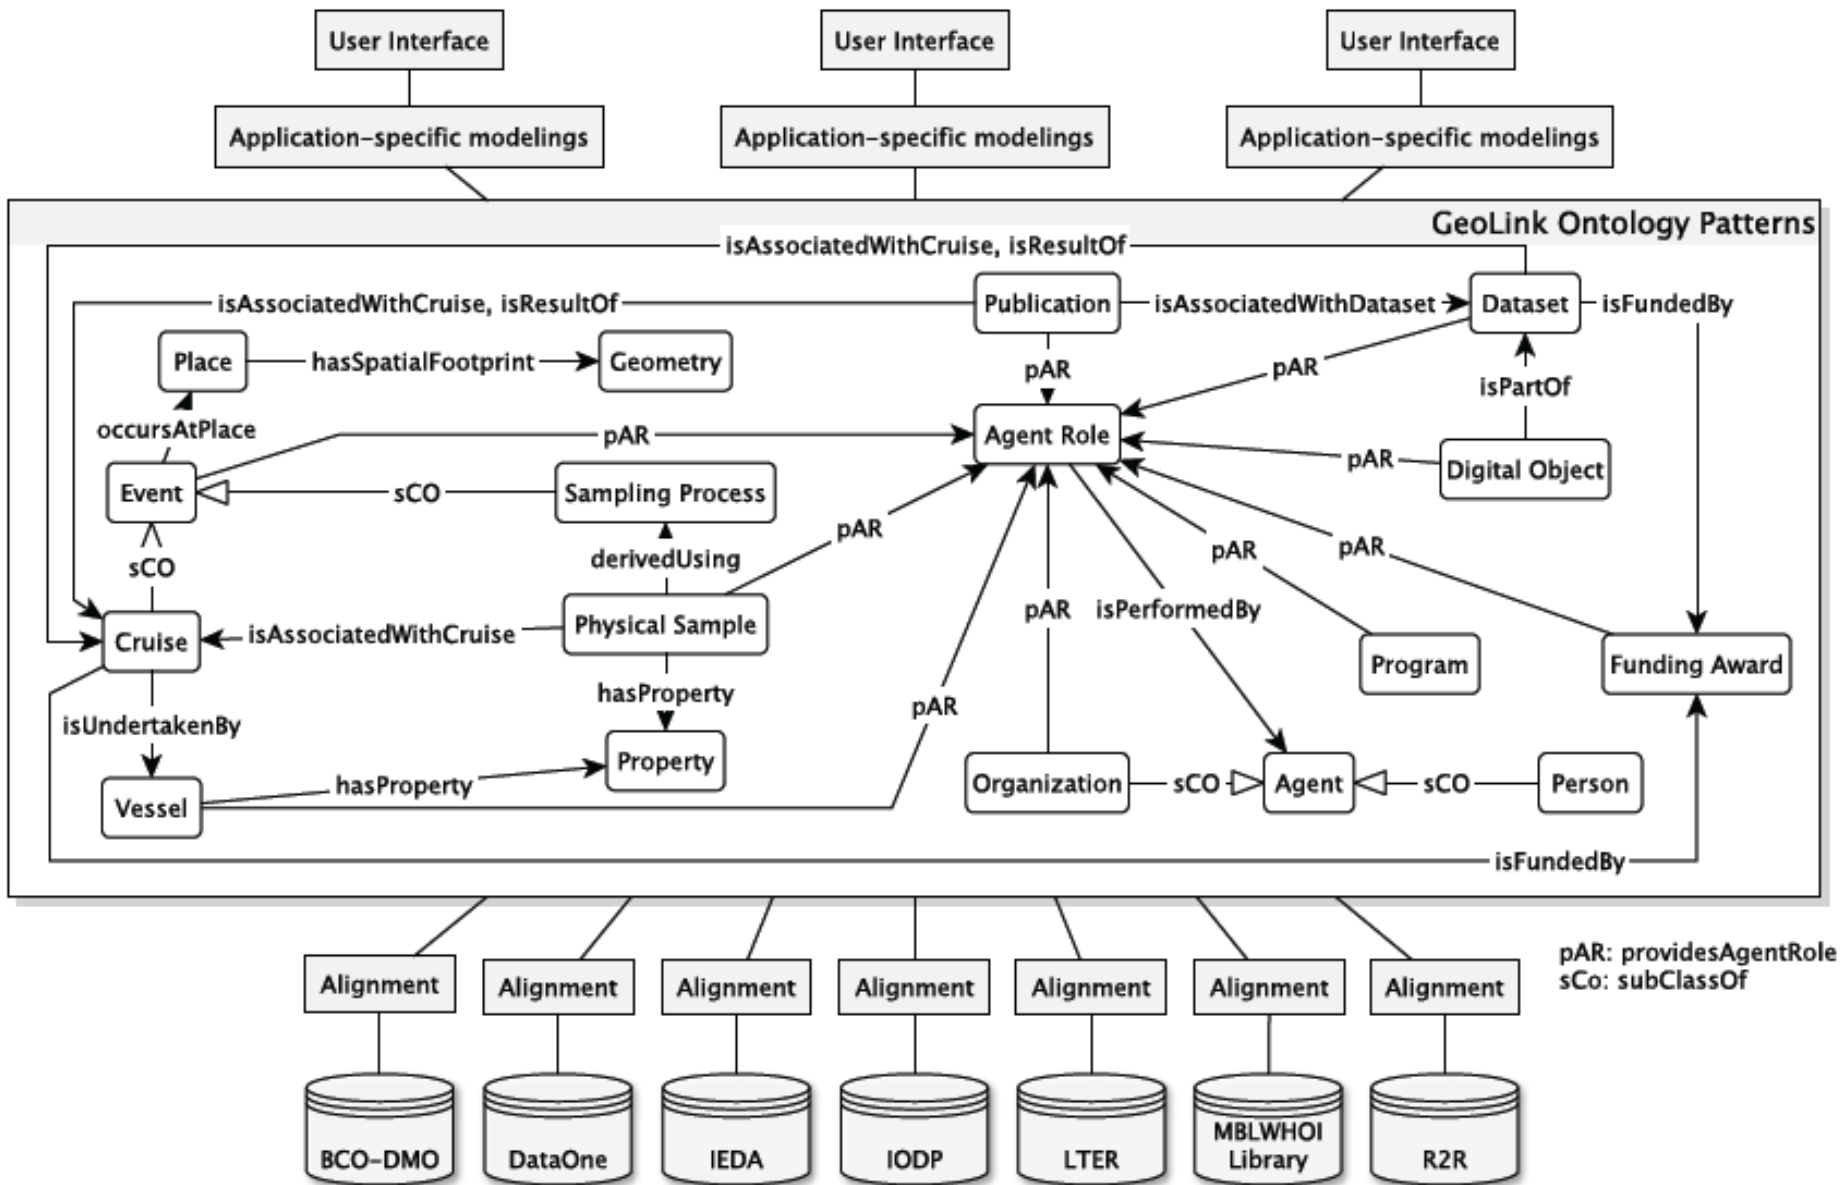 User Interface
User Interface
User Interface
Application-specific modelings
Application-specific modelings
Application-specific modelings
GeoLink Ontology Patterns
isAssociatedWithCruise, isResultOf
isAssociatedWithCruise, isResultOf
Publication
isAssociatedWithDataset
Dataset
isFundedBy
Place
hasSpatialFootprint
Geometry
pAR
pAR
isPartOf
occursAtPlace
pAR
Agent Role
pAR
Digital Object
Event
sCO
Sampling Process
pAR
derivedUsing
sCO
pAR
pAR
Cruise
isAssociatedWithCruise
Physical Sample
pAR
isPerformedBy
Program
Funding Award
hasProperty
pAR
isUndertakenBy
Property
hasProperty
Vessel
Organization
sCO
Agent
sCO
Person
isFundedBy
pAR: providesAgentRole
sCo: subClassOf
Alignment
Alignment
Alignment
Alignment
Alignment
Alignment
Alignment
BCO-DMO
DataOne
IEDA
IODP
LTER
MBLWHOI
Library
R2R